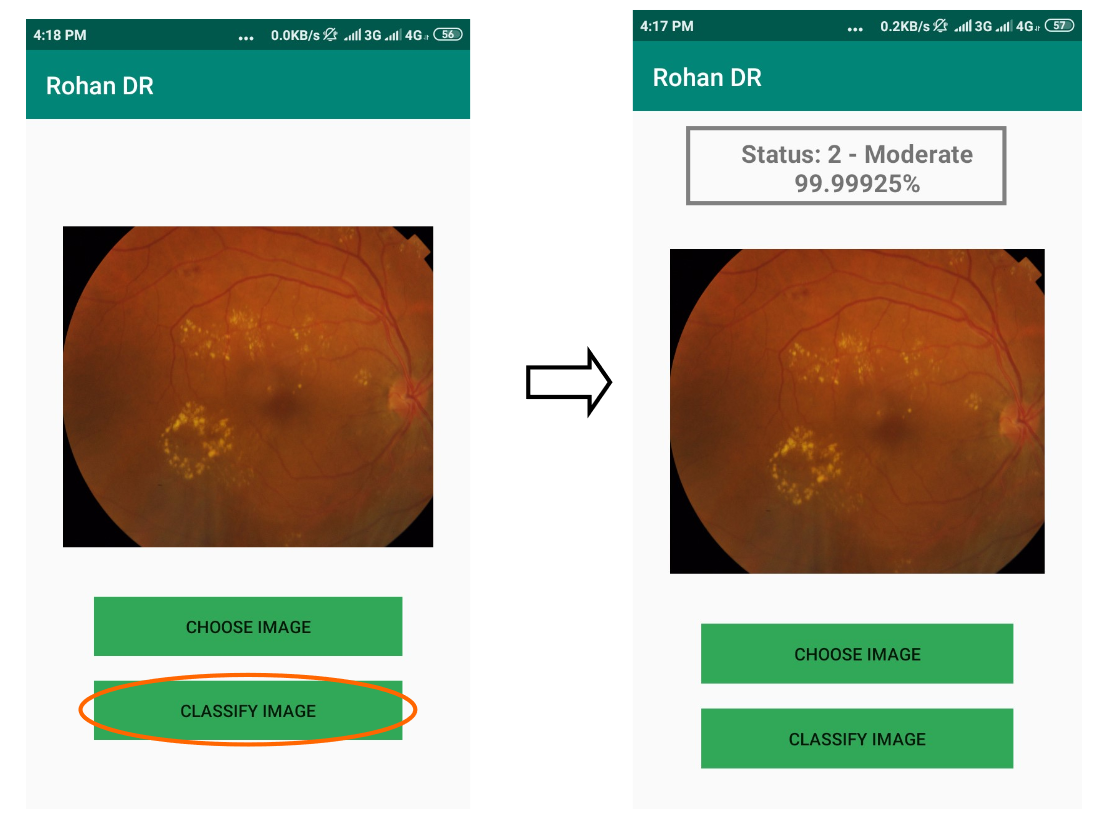 4:18 PM ... 0.0KB/s 3G 4G 56
Rohan DR
CHOOSE IMAGE
CLASSIFY IMAGE
4:17 PM ... 0.2KB/s 3G 4G 57
Rohan DR
Status: 2 - Moderate
99.99925%
CHOOSE IMAGE
CLASSIFY IMAGE